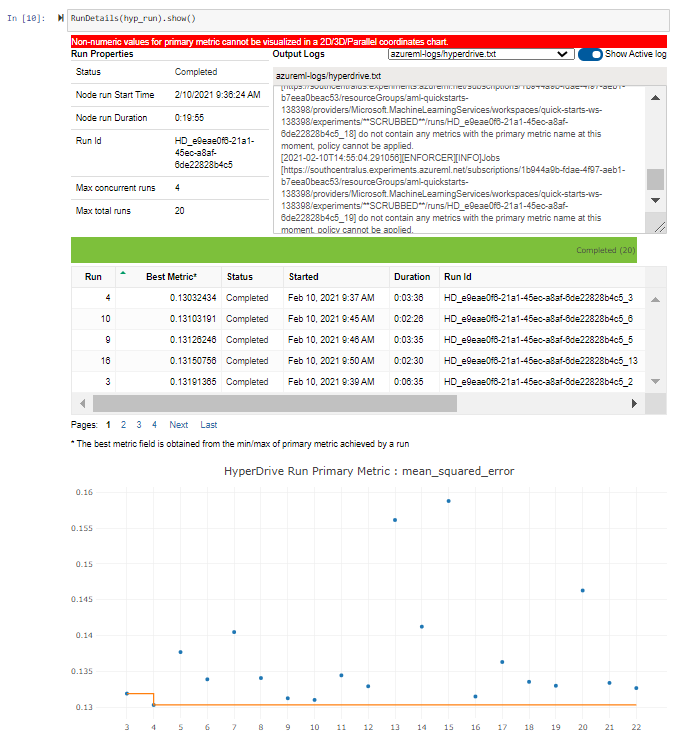 In [10]:
RunDetails(hyp_run).show()
Non-numeric values for primary metric cannot be visualized in a 2D/3D/Parallel coordinates chart.
Run Properties
Status Completed
Node run Start Time 2/10/2021 9:36:24 AM
Node run Duration 0:19:55
Run Id HD_e9eae0f6-21a1-
45ec-a8af-
6de22828b4c5
Max concurrent runs 4
Max total runs 20
Output Logs azureml-logs/hyperdrive.txt Show Active log
azureml-logs/hyperdrive.txt
[https://southcentralus.experiments.azureml.net/subscriptions/1b944a9b-fdae-4f97-aeb1-
b7eea0beac53/resourceGroups/aml-quickstarts-
138398/providers/Microsoft.MachineLearningServices/workspaces/quick-starts-ws-
138398/experiments/**SCRUBBED**/runs/HD_e9eae0f6-21a1-45ec-a8af-
6de22828b4c5_18] do not contain any metrics with the primary metric name at this
moment, policy cannot be applied.
[2021-02-10T14:55:04.291056][ENFORCER][INFO]Jobs
[https://southcentralus.experiments.azureml.net/subscriptions/1b944a9b-fdae-4f97-aeb1-
b7eea0beac53/resourceGroups/aml-quickstarts-
138398/providers/Microsoft.MachineLearningServices/workspaces/quick-starts-ws-
138398/experiments/**SCRUBBED**/runs/HD_e9eae0f6-21a1-45ec-a8af-
6de22828b4c5_19] do not contain any metrics with the primary metric name at this
moment, policy cannot be applied.
Completed (20)
Run Best Metric* Status Started Duration Run Id
4 0.13032434 Completed Feb 10, 2021 9:37 AM 0:03:36 HD_e9eae0f6-21a1-45ec-a8af-6de22828b4c5_3
10 0.13103191 Completed Feb 10, 2021 9:45 AM 0:02:26 HD_e9eae0f6-21a1-45ec-a8af-6de22828b4c5_6
9 0.13126246 Completed Feb 10, 2021 9:46 AM 0:03:35 HD_e9eae0f6-21a1-45ec-a8af-6de22828b4c5_5
16 0.13150756 Completed Feb 10, 2021 9:50 AM 0:02:30 HD_e9eae0f6-21a1-45ec-a8af-6de22828b4c5_13
3 0.13191365 Completed Feb 10, 2021 9:39 AM 0:06:35 HD_e9eae0f6-21a1-45ec-a8af-6de22828b4c5_2
Pages: 1 2 3 4 Next Last
* The best metric field is obtained from the min/max of primary metric achieved by a run
HyperDrive Run Primary Metric : mean_squared_error
0.16
0.155
0.15
0.145
0.14
0.135
0.13
3 4 5 6 7 8 9 10 11 12 13 14 15 16 17 18 19 20 21 22